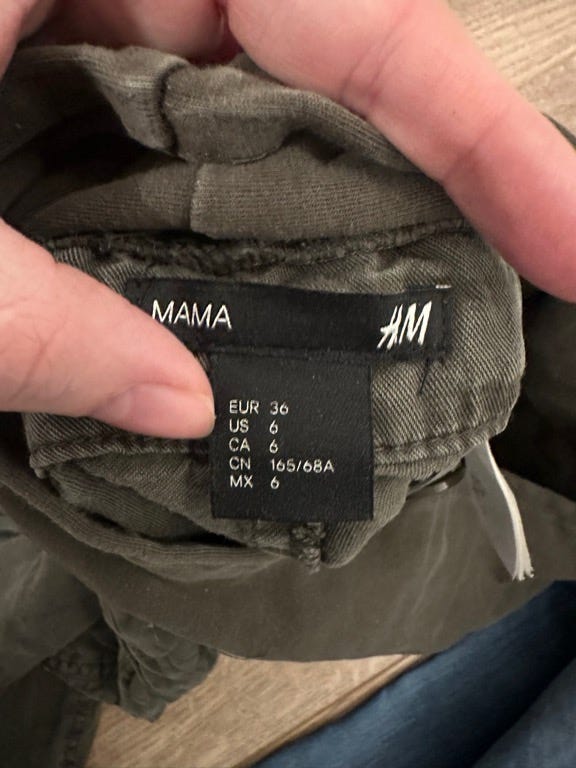 MAMA H&M
EUR 36
US 6
CA 6
CN 165/68A
MX 6